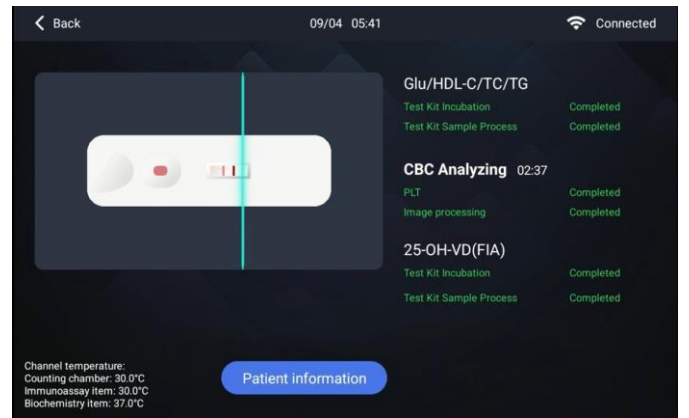 Back
09/04 05:41
Connected
Glu/HDL-C/TC/TG
Test Kit Incubation Completed
Test Kit Sample Process Completed
CBC Analyzing 02:37
PLT Completed
Image processing Completed
25-OH-VD(FIA)
Test Kit Incubation Completed
Test Kit Sample Process Completed
Channel temperature:
Counting chamber: 30.0°C
Immunoassay item: 30.0°C
Biochemistry item: 37.0°C
Patient information